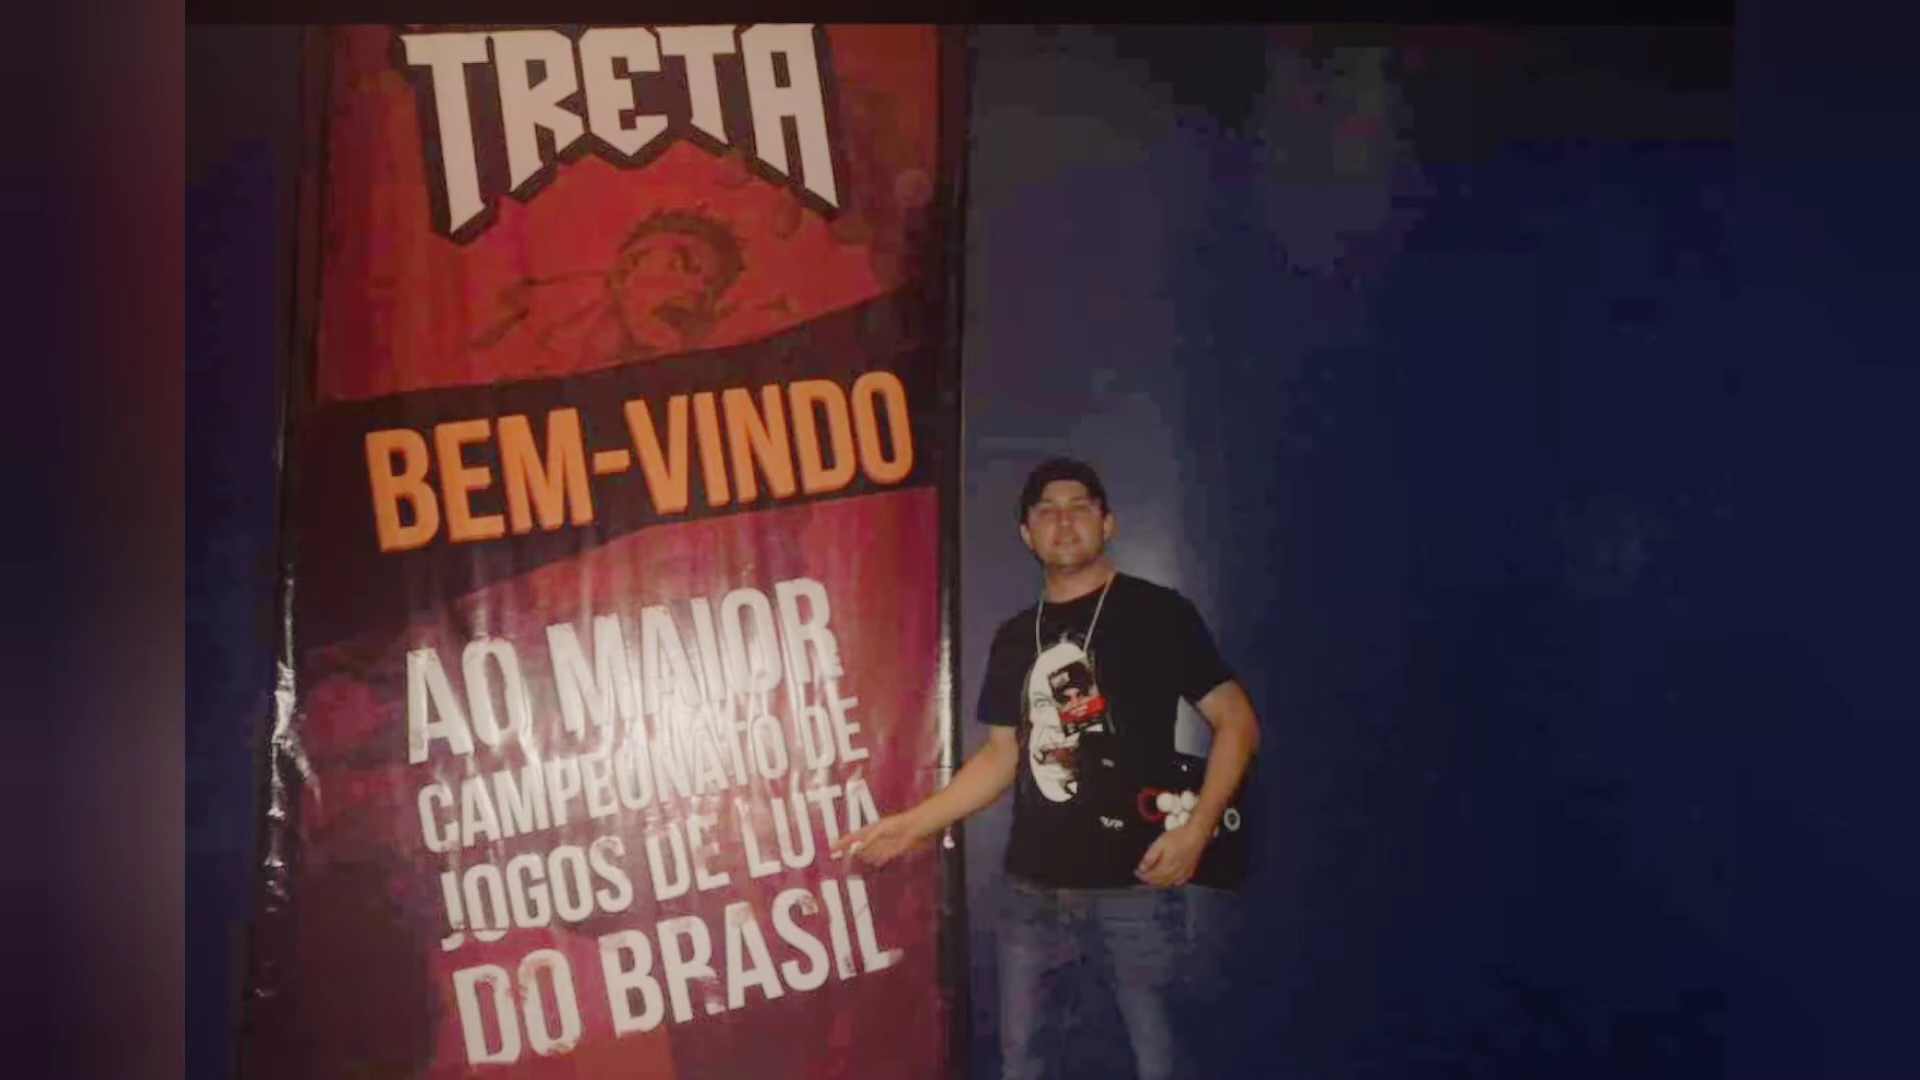 TRETA
BEM-VINDO
AO MAIOR
CAMPEONATO DE
JOGOS DE LUTA
DO BRASIL